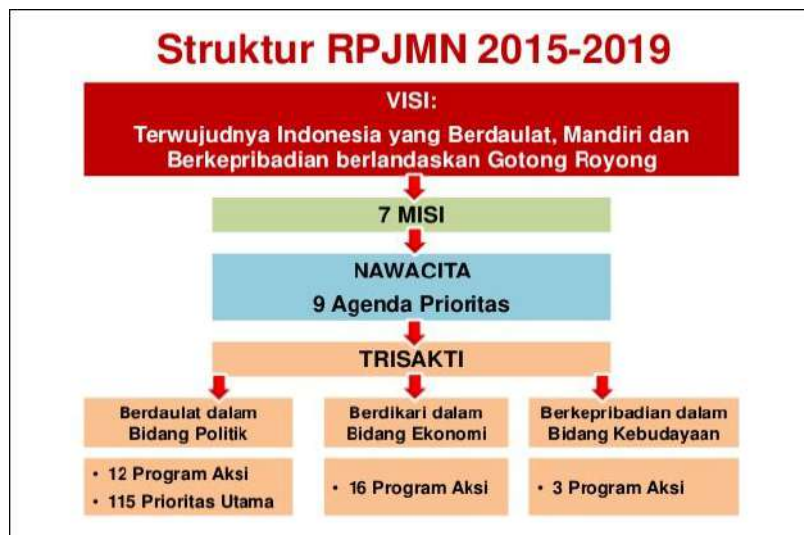 Struktur RPJMN 2015-2019
VISI:
Terwujudnya Indonesia yang Berdaulat, Mandiri dan
Berkepribadian berlandaskan Gotong Royong
7 MISI
NAWACITA
9 Agenda Prioritas
TRISAKTI
Berdaulat dalam
Bidang Politik
• 12 Program Aksi
• 115 Prioritas Utama
Berdikari dalam
Bidang Ekonomi
• 16 Program Aksi
Berkepribadian dalam
Bidang Kebudayaan
• 3 Program Aksi